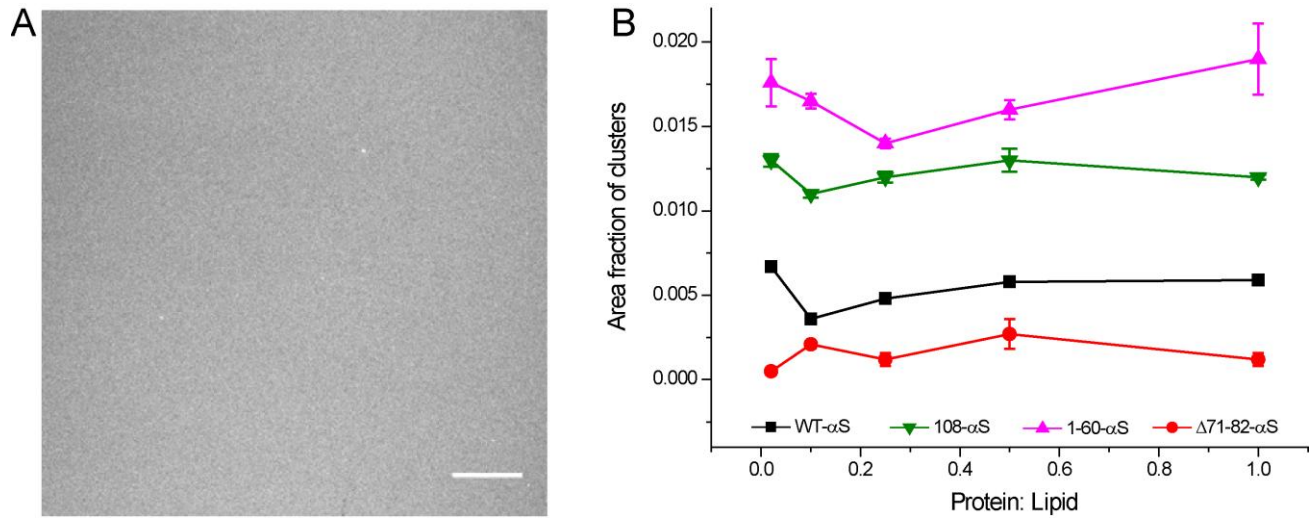 A
B
Area fraction of clusters
0.020
0.015
0.010
0.005
0.000
WT-αS 108-αS 1-60-αS Δ71-82-αS
0.0 0.2 0.4 0.6 0.8 1.0
Protein: Lipid